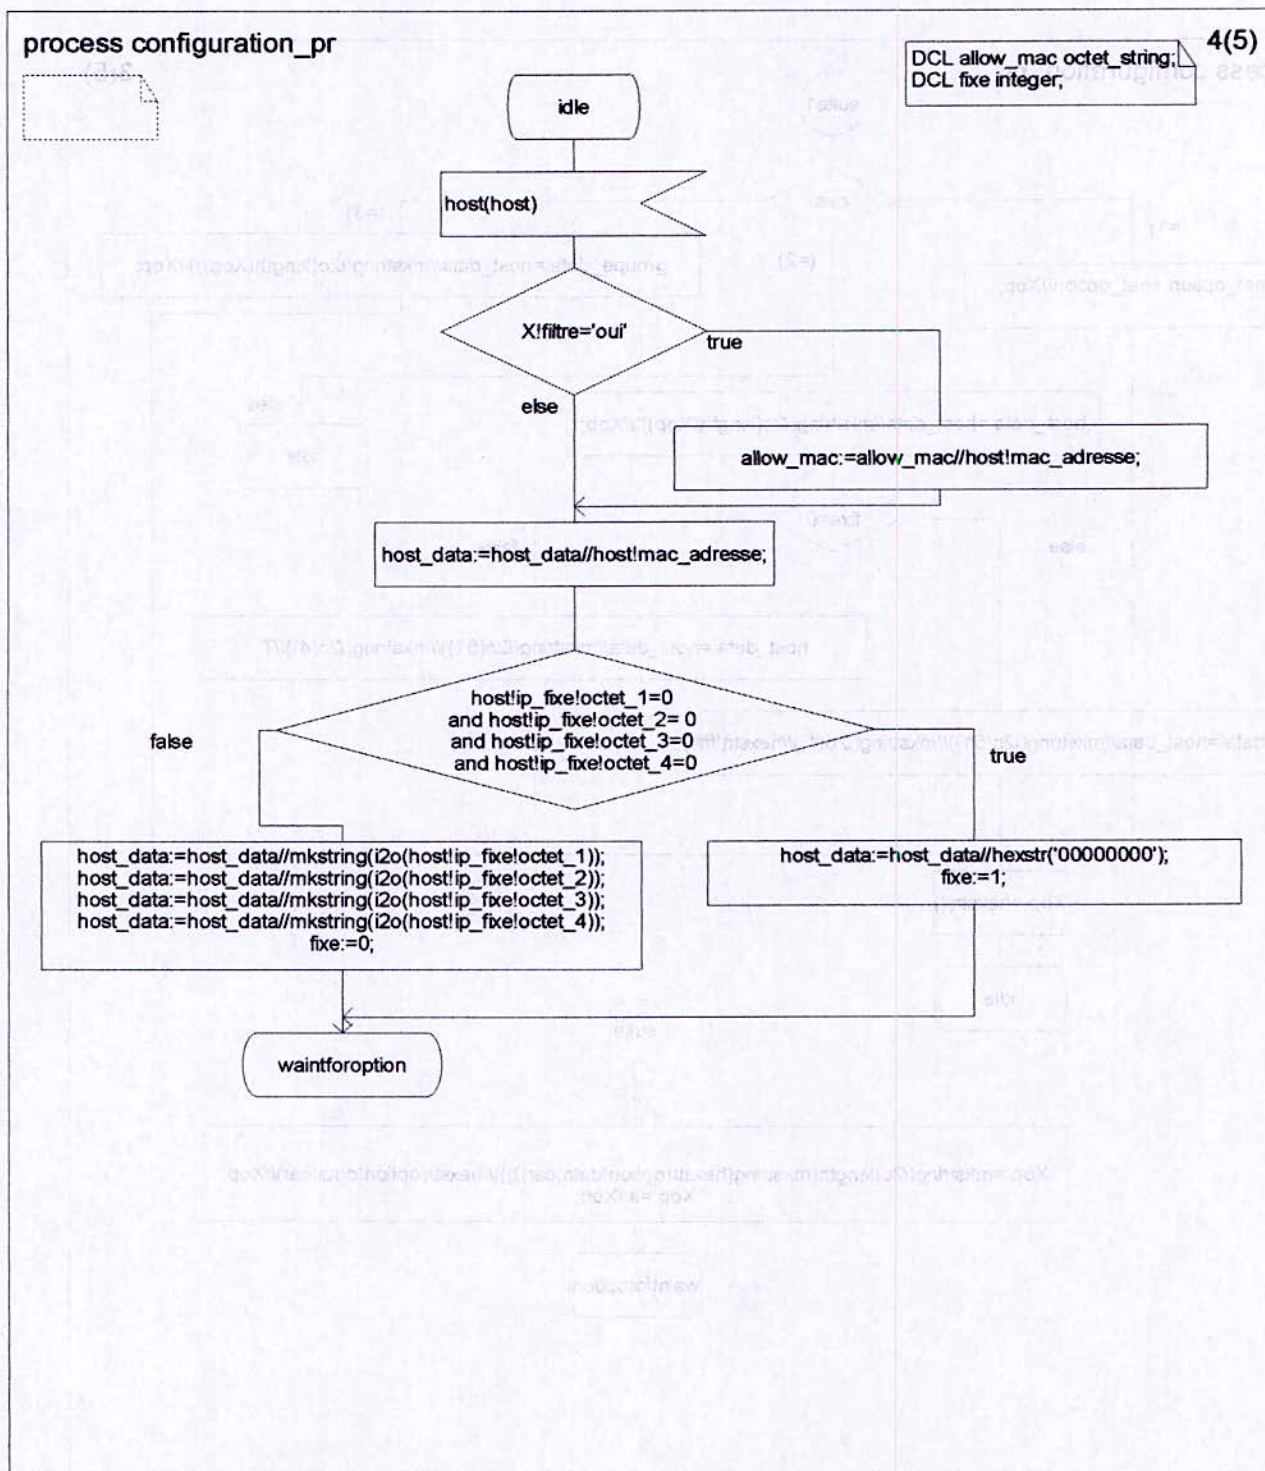 process configuration_pr
4(5)
DCL allow_mac octet_string;
DCL fixe integer;
idle
host(host)
X!filtre='oui'
true
else
allow_mac:=allow_mac//host!mac_adresse;
host_data:=host_data//host!mac_adresse;
host!ip_fixe!octet_1=0
and host!ip_fixe!octet_2= 0
and host!ip_fixe!octet_3=0
and host!ip_fixe!octet_4=0
false
true
host_data:=host_data//mkstring(i2o(host!ip_fixe!octet_1));
host_data:=host_data//mkstring(i2o(host!ip_fixe!octet_2));
host_data:=host_data//mkstring(i2o(host!ip_fixe!octet_3));
host_data:=host_data//mkstring(i2o(host!ip_fixe!octet_4));
fixe:=0;
host_data:=host_data//hexstr('00000000');
fixe:=1;
waintforoption